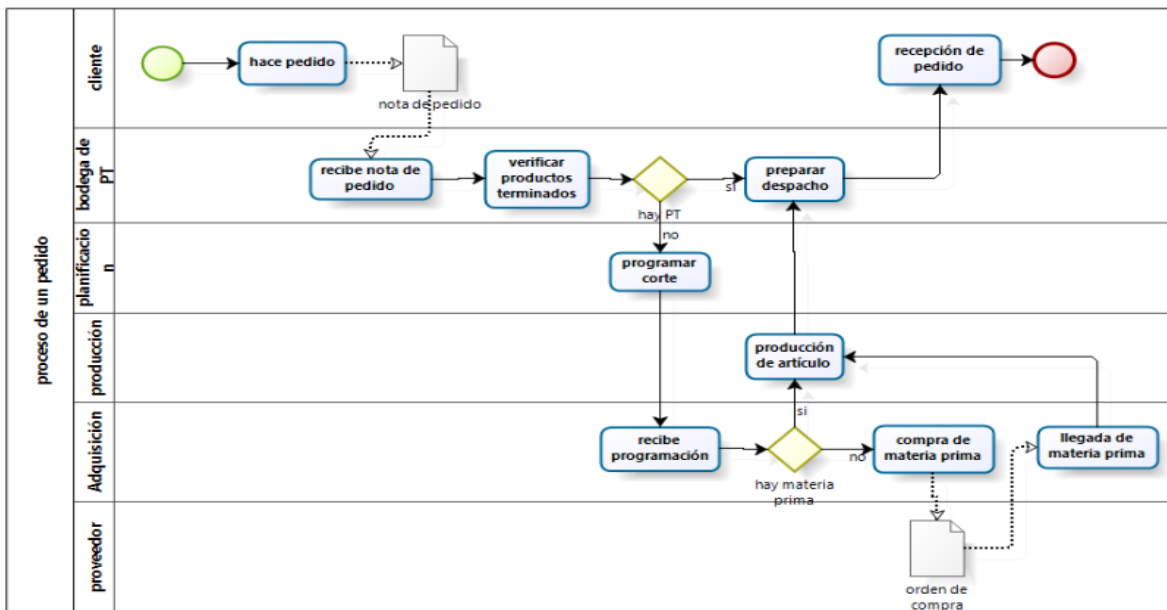 proceso de un pedido
cliente
hace pedido
nota de pedido
recepción de
pedido
bodega de
PT
recibe nota de
pedido
verificar
productos
terminados
hay PT
si
no
preparar
despacho
planificació
n
programar
corte
producción
producción
de artículo
Adquisición
recibe
programación
hay materia
prima
si
no
compra de
materia prima
llegada de
materia prima
proveedor
orden de
compra